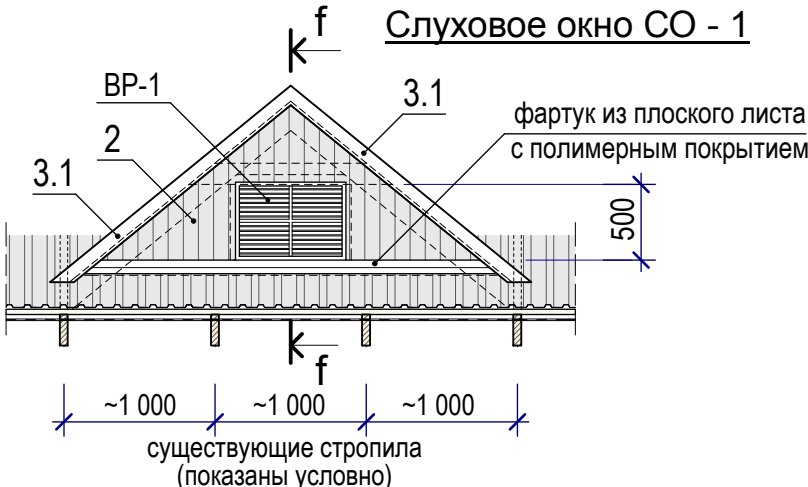 f
Слуховое окно СО - 1
ВР-1
3.1
фартук из плоского листа
с полимерным покрытием
2
3.1
500
f
~1 000
~1 000
~1 000
существующие стропила
(показаны условно)